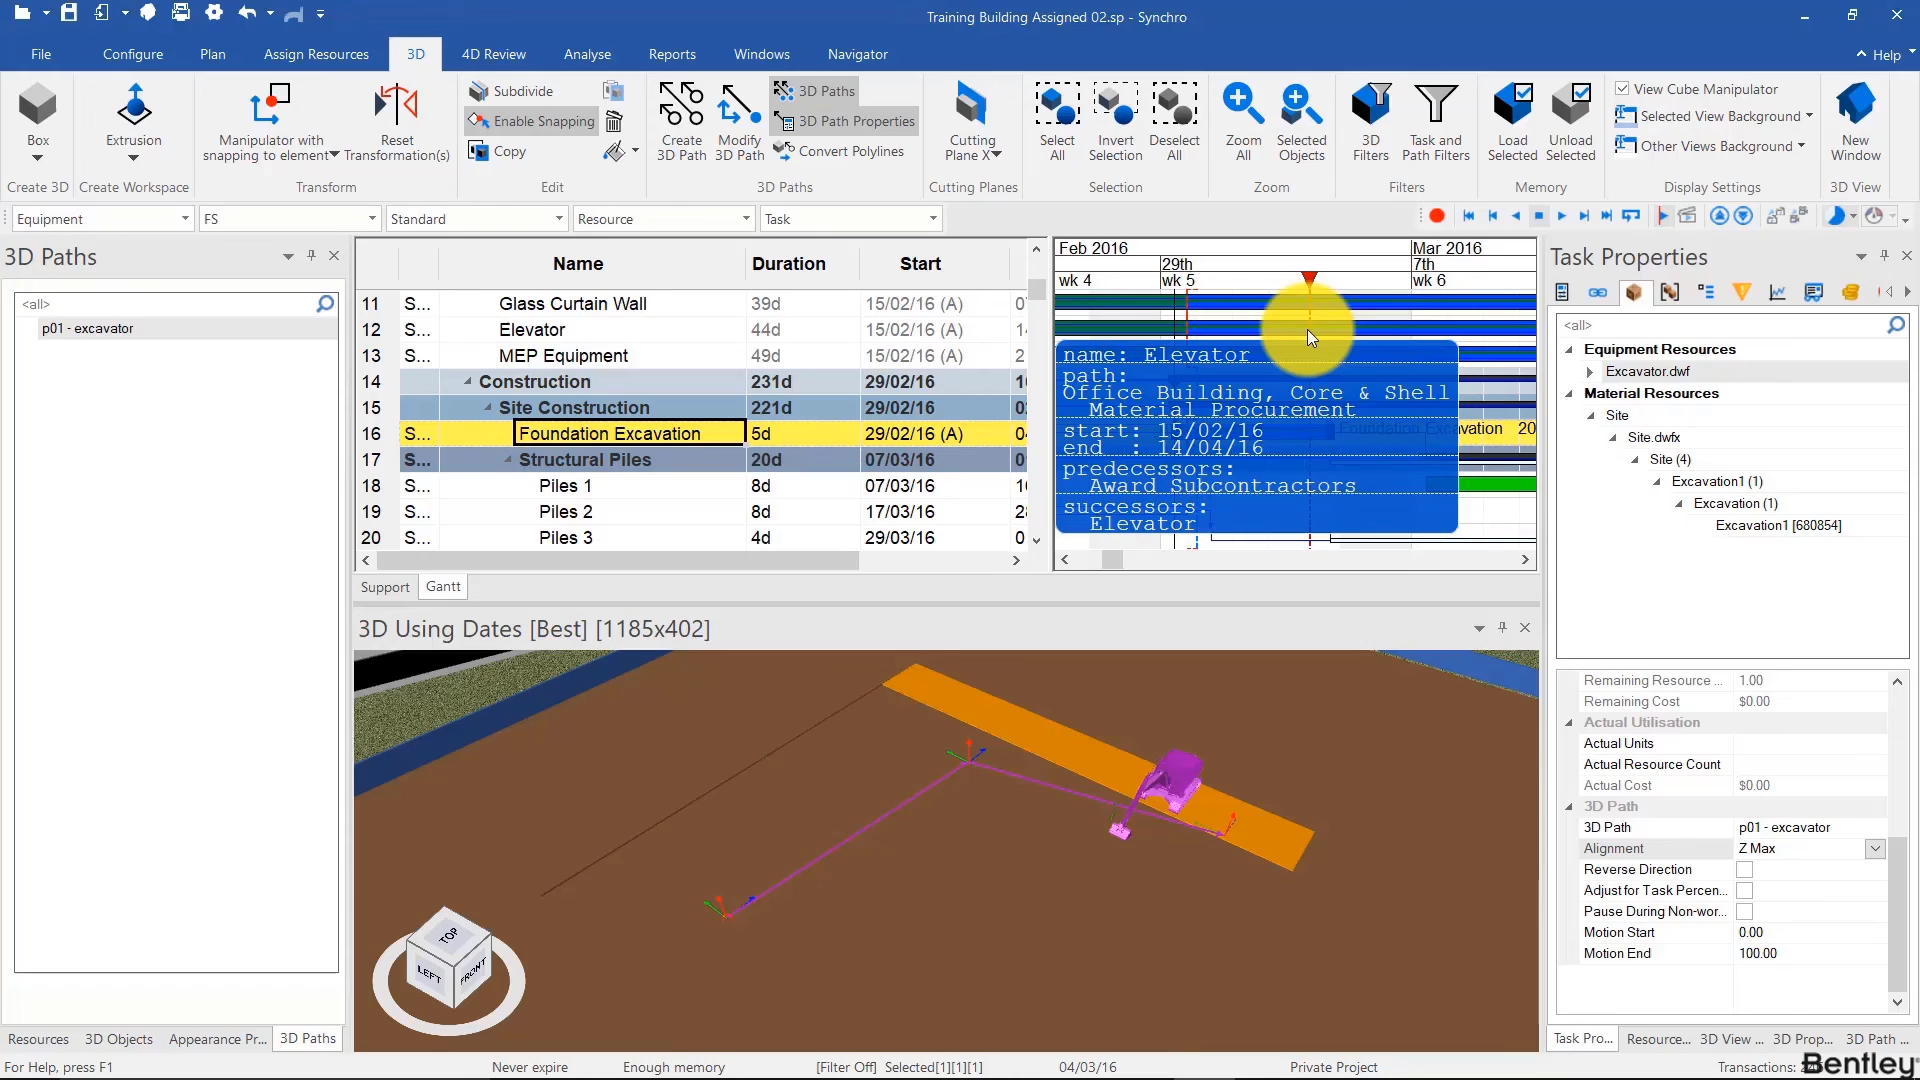 Training Building Assigned 02.sp - Synchro
File Configure Plan Assign Resources 3D 4D Review Analyse Reports Windows Navigator Help
Box
Create 3D
Extrusion
Create Workspace
Manipulator with snapping to element
Reset Transformation(s)
Transform
Subdivide
Enable Snapping
Copy
Edit
Create 3D Path
Modify 3D Path
3D Paths
3D Path Properties
Convert Polylines
3D Paths
Cutting Plane X
Cutting Planes
Select All
Invert Selection
Deselect All
Selection
Zoom All
Selected Objects
Zoom
3D Filters
Task and Path Filters
Filters
Load Selected
Unload Selected
Memory
View Cube Manipulator
Selected View Background
Other Views Background
Display Settings
New Window
3D View
Equipment FS Standard Resource Task
3D Paths
<all>
p01 - excavator
Name Duration Start
11 S... Glass Curtain Wall 39d 15/02/16 (A)
12 S... Elevator 44d 15/02/16 (A)
13 S... MEP Equipment 49d 15/02/16 (A)
14 Construction 231d 29/02/16
15 Site Construction 221d 29/02/16
16 S... Foundation Excavation 5d 29/02/16 (A)
17 S... Structural Piles 20d 07/03/16
18 S... Piles 1 8d 07/03/16
19 S... Piles 2 8d 17/03/16
20 S... Piles 3 4d 29/03/16
Support Gantt
Feb 2016 Mar 2016
29th 7th
wk 4 wk 5 wk 6
name: Elevator
path:
Office Building, Core & Shell
Material Procurement
start: 15/02/16
end : 14/04/16
predecessors:
Award Subcontractors
successors:
Elevator
Foundation Excavation 20
3D Using Dates [Best] [1185x402]
TOP
LEFT
FRONT
Task Properties
<all>
Equipment Resources
Excavator.dwf
Material Resources
Site
Site.dwfx
Site (4)
Excavation1 (1)
Excavation (1)
Excavation1 [680854]
Remaining Resource ... 1.00
Remaining Cost $0.00
Actual Utilisation
Actual Units
Actual Resource Count
Actual Cost $0.00
3D Path
3D Path p01 - excavator
Alignment Z Max
Reverse Direction
Adjust for Task Percen...
Pause During Non-wor...
Motion Start 0.00
Motion End 100.00
Resources 3D Objects Appearance Pr... 3D Paths
Task Pro... Resource... 3D View ... 3D Prop... 3D Path ...
For Help, press F1 Never expire Enough memory [Filter Off] Selected[1][1][1] 04/03/16 Private Project Transactions:
Bentley